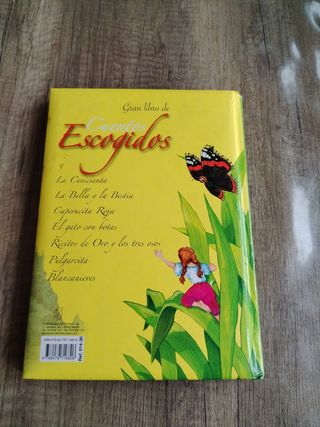 Gran libro de
Cuentos
Escogidos
La Cenicienta
La Bella y la Bestia
Caperucita Roja
El gato con botas
Ricitos de Oro y los tres osos
Pulgarcita
Blancanieves